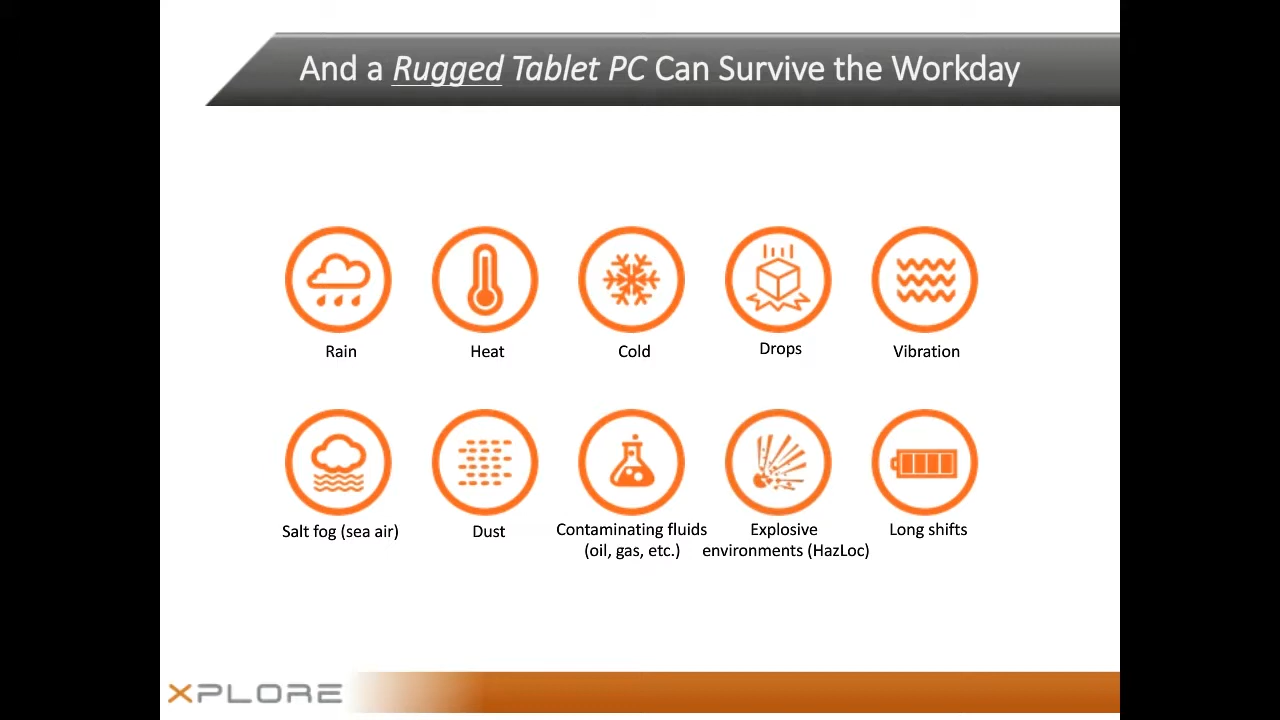 And a Rugged Tablet PC Can Survive the Workday
Rain
Heat
Cold
Drops
Vibration
Salt fog (sea air)
Dust
Contaminating fluids
(oil, gas, etc.)
Explosive
environments (HazLoc)
Long shifts
XPLORE